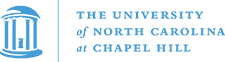 THE UNIVERSITY
of NORTH CAROLINA
at CHAPEL HILL